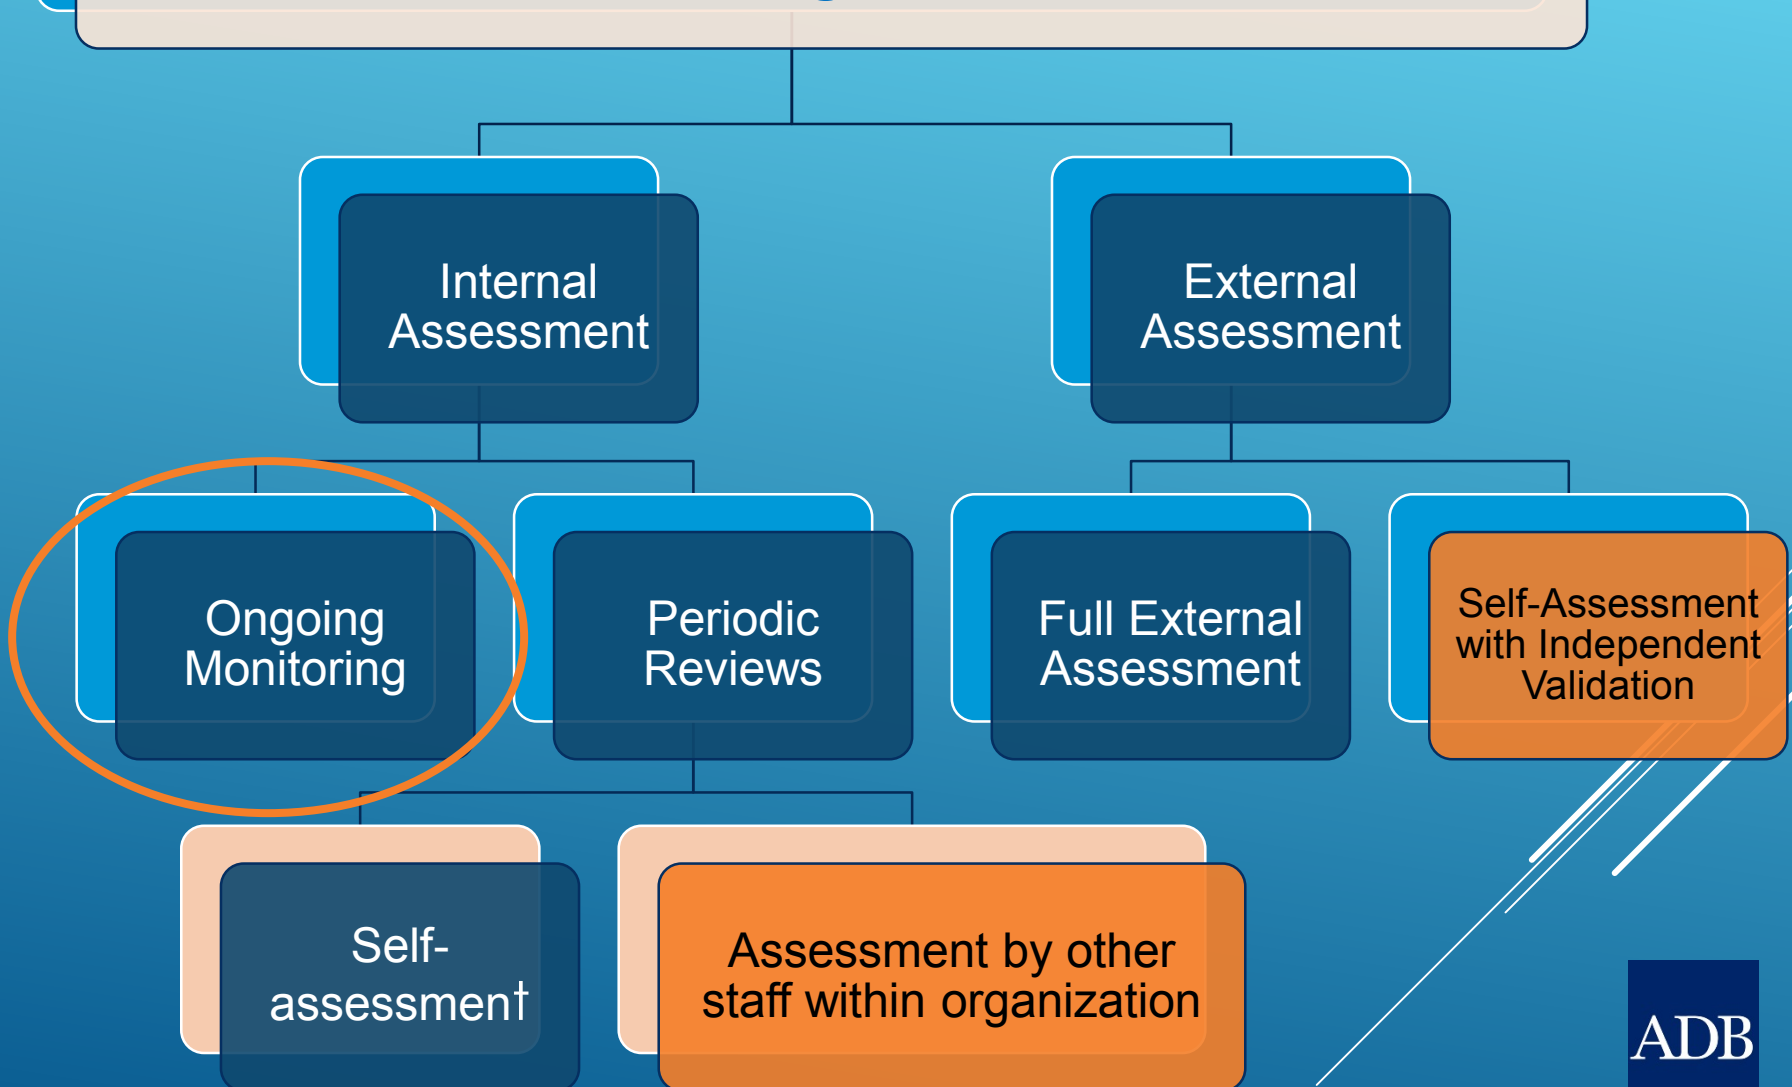 Internal
Assessment
External
Assessment
Ongoing
Monitoring
Periodic
Reviews
Full External
Assessment
Self-Assessment
with Independent
Validation
Self-
assessment
Assessment by other
staff within organization
ADB